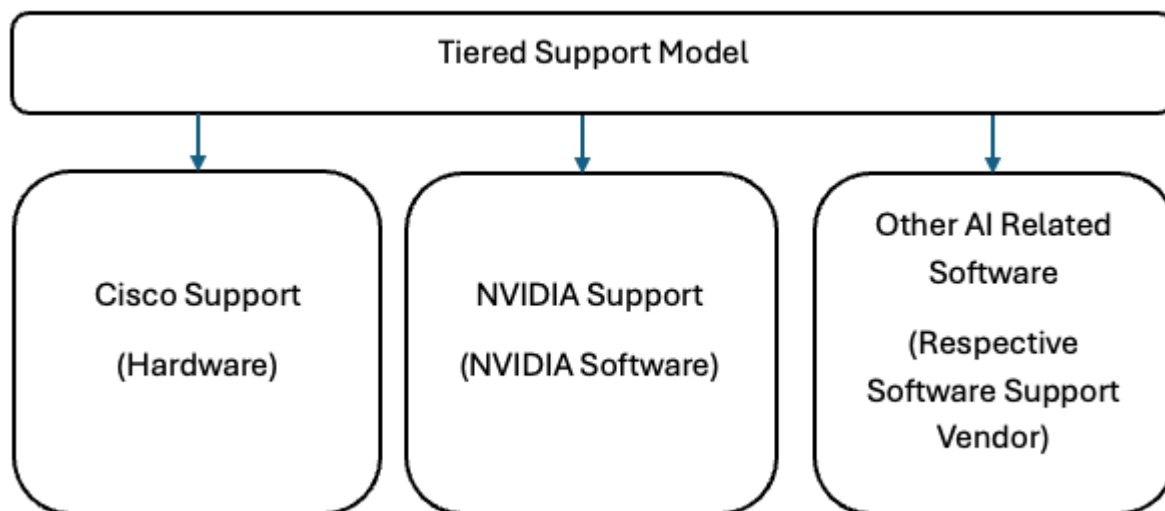 Tiered Support Model
Cisco Support
(Hardware)
NVIDIA Support
(NVIDIA Software)
Other AI Related
Software
(Respective
Software Support
Vendor)